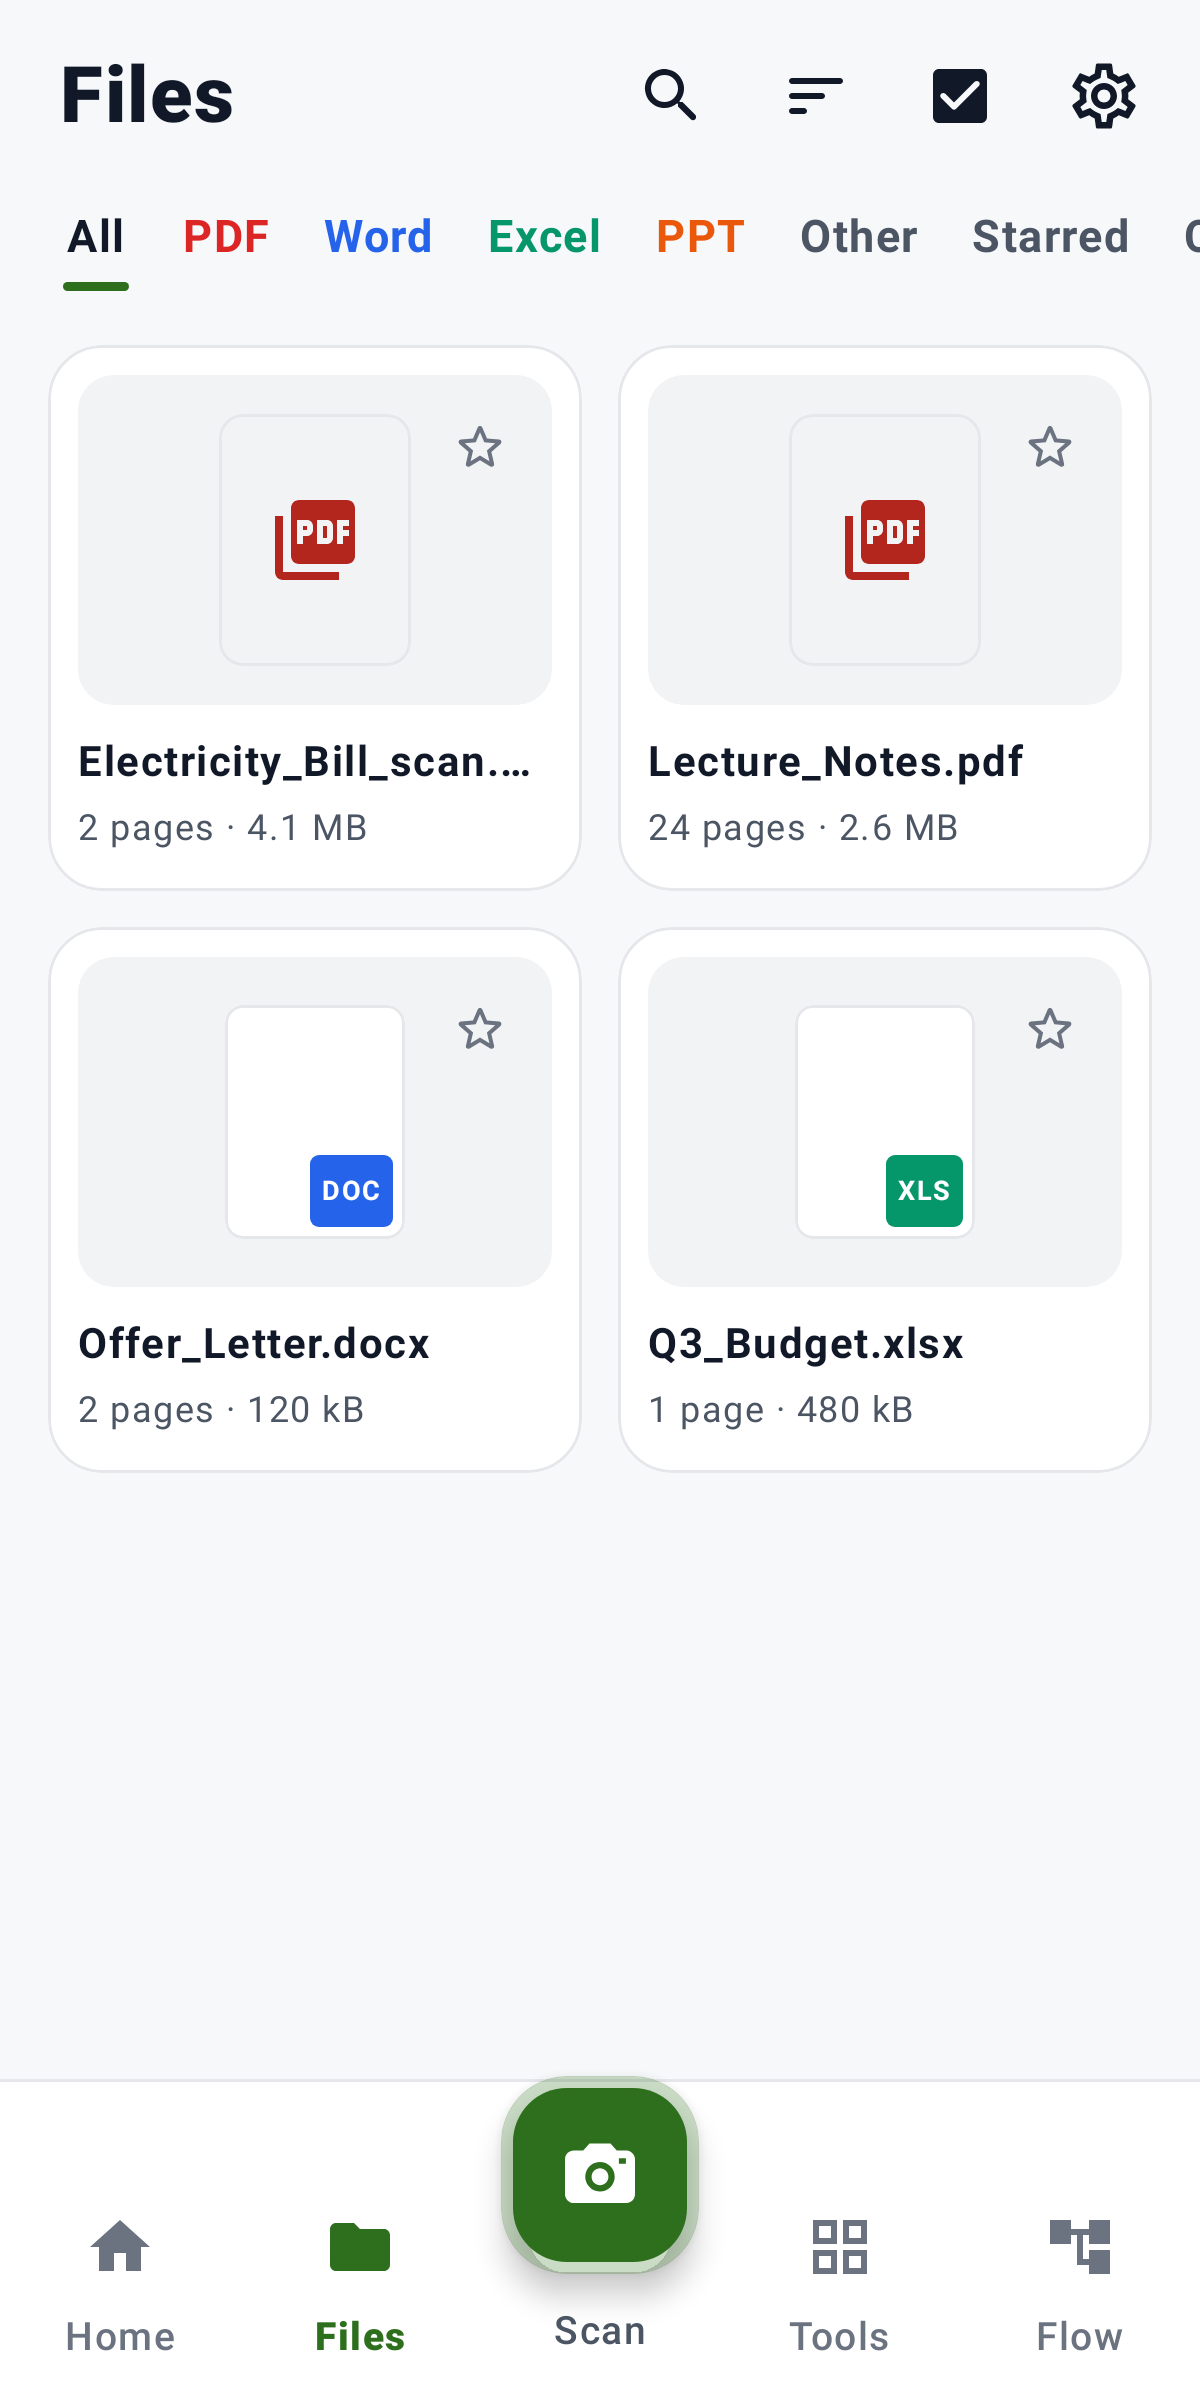 Files
All PDF Word Excel PPT Other Starred
PDF
PDF
Electricity_Bill_scan.…
Lecture_Notes.pdf
2 pages · 4.1 MB
24 pages · 2.6 MB
DOC
XLS
Offer_Letter.docx
Q3_Budget.xlsx
2 pages · 120 kB
1 page · 480 kB
Home
Files
Scan
Tools
Flow